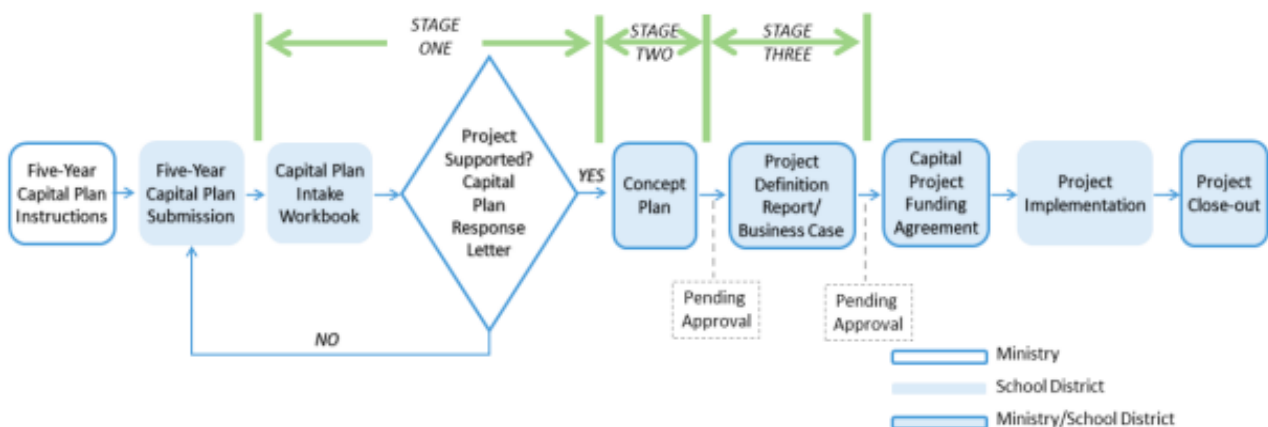 STAGE
ONE
STAGE
TWO
STAGE
THREE
Five-Year
Capital Plan
Instructions
Five-Year
Capital Plan
Submission
Capital Plan
Intake
Workbook
Project
Supported?
Capital
Plan
Response
Letter
YES
Concept
Plan
Project
Definition
Report/
Business Case
Capital
Project
Funding
Agreement
Project
Implementation
Project
Close-out
Pending
Approval
Pending
Approval
NO
Ministry
School District
Ministry/School District